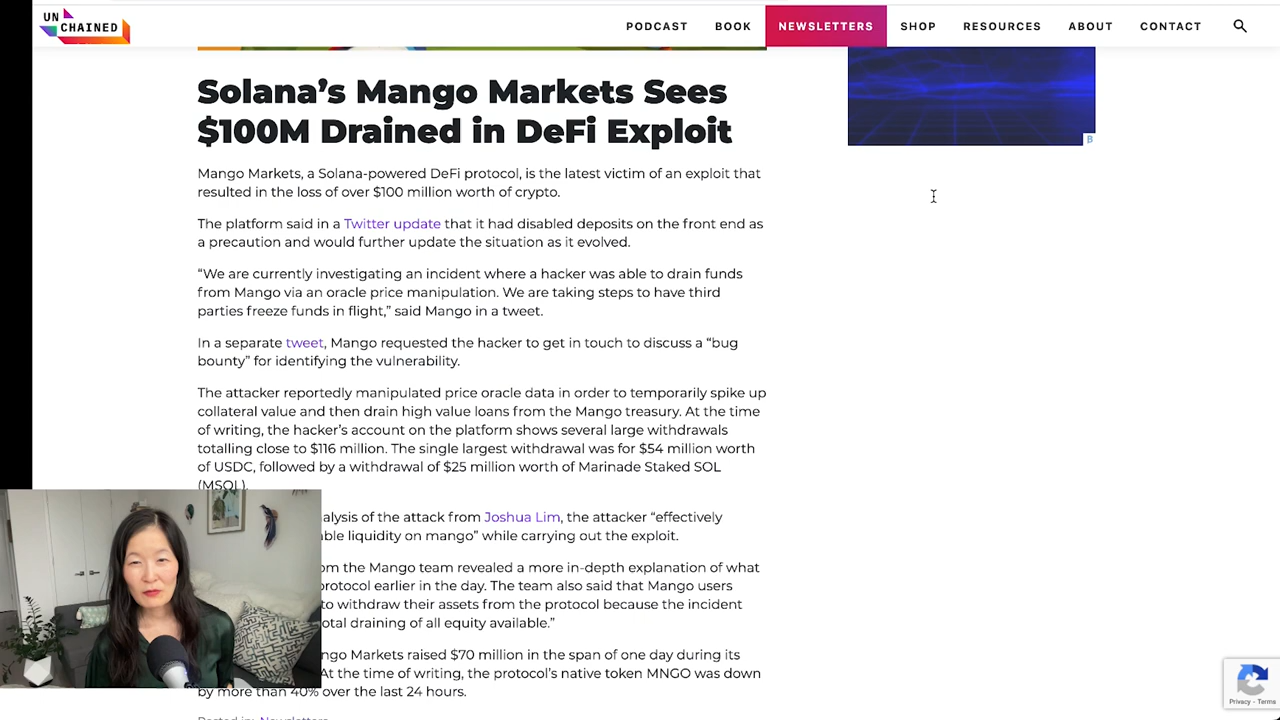 UN
CHAINED
PODCAST BOOK NEWSLETTERS SHOP RESOURCES ABOUT CONTACT
Solana’s Mango Markets Sees
$100M Drained in DeFi Exploit
Mango Markets, a Solana-powered DeFi protocol, is the latest victim of an exploit that
resulted in the loss of over $100 million worth of crypto.
The platform said in a Twitter update that it had disabled deposits on the front end as
a precaution and would further update the situation as it evolved.
“We are currently investigating an incident where a hacker was able to drain funds
from Mango via an oracle price manipulation. We are taking steps to have third
parties freeze funds in flight,” said Mango in a tweet.
In a separate tweet, Mango requested the hacker to get in touch to discuss a “bug
bounty” for identifying the vulnerability.
The attacker reportedly manipulated price oracle data in order to temporarily spike up
collateral value and then drain high value loans from the Mango treasury. At the time
of writing, the hacker’s account on the platform shows several large withdrawals
totalling close to $116 million. The single largest withdrawal was for $54 million worth
of USDC, followed by a withdrawal of $25 million worth of Marinade Staked SOL
(MSOL).
alysis of the attack from Joshua Lim, the attacker “effectively
ble liquidity on mango” while carrying out the exploit.
om the Mango team revealed a more in-depth explanation of what
protocol earlier in the day. The team also said that Mango users
to withdraw their assets from the protocol because the incident
otal draining of all equity available.”
ngo Markets raised $70 million in the span of one day during its
At the time of writing, the protocol’s native token MNGO was down
by more than 40% over the last 24 hours.
Posted in: Newsletters
Privacy - Terms